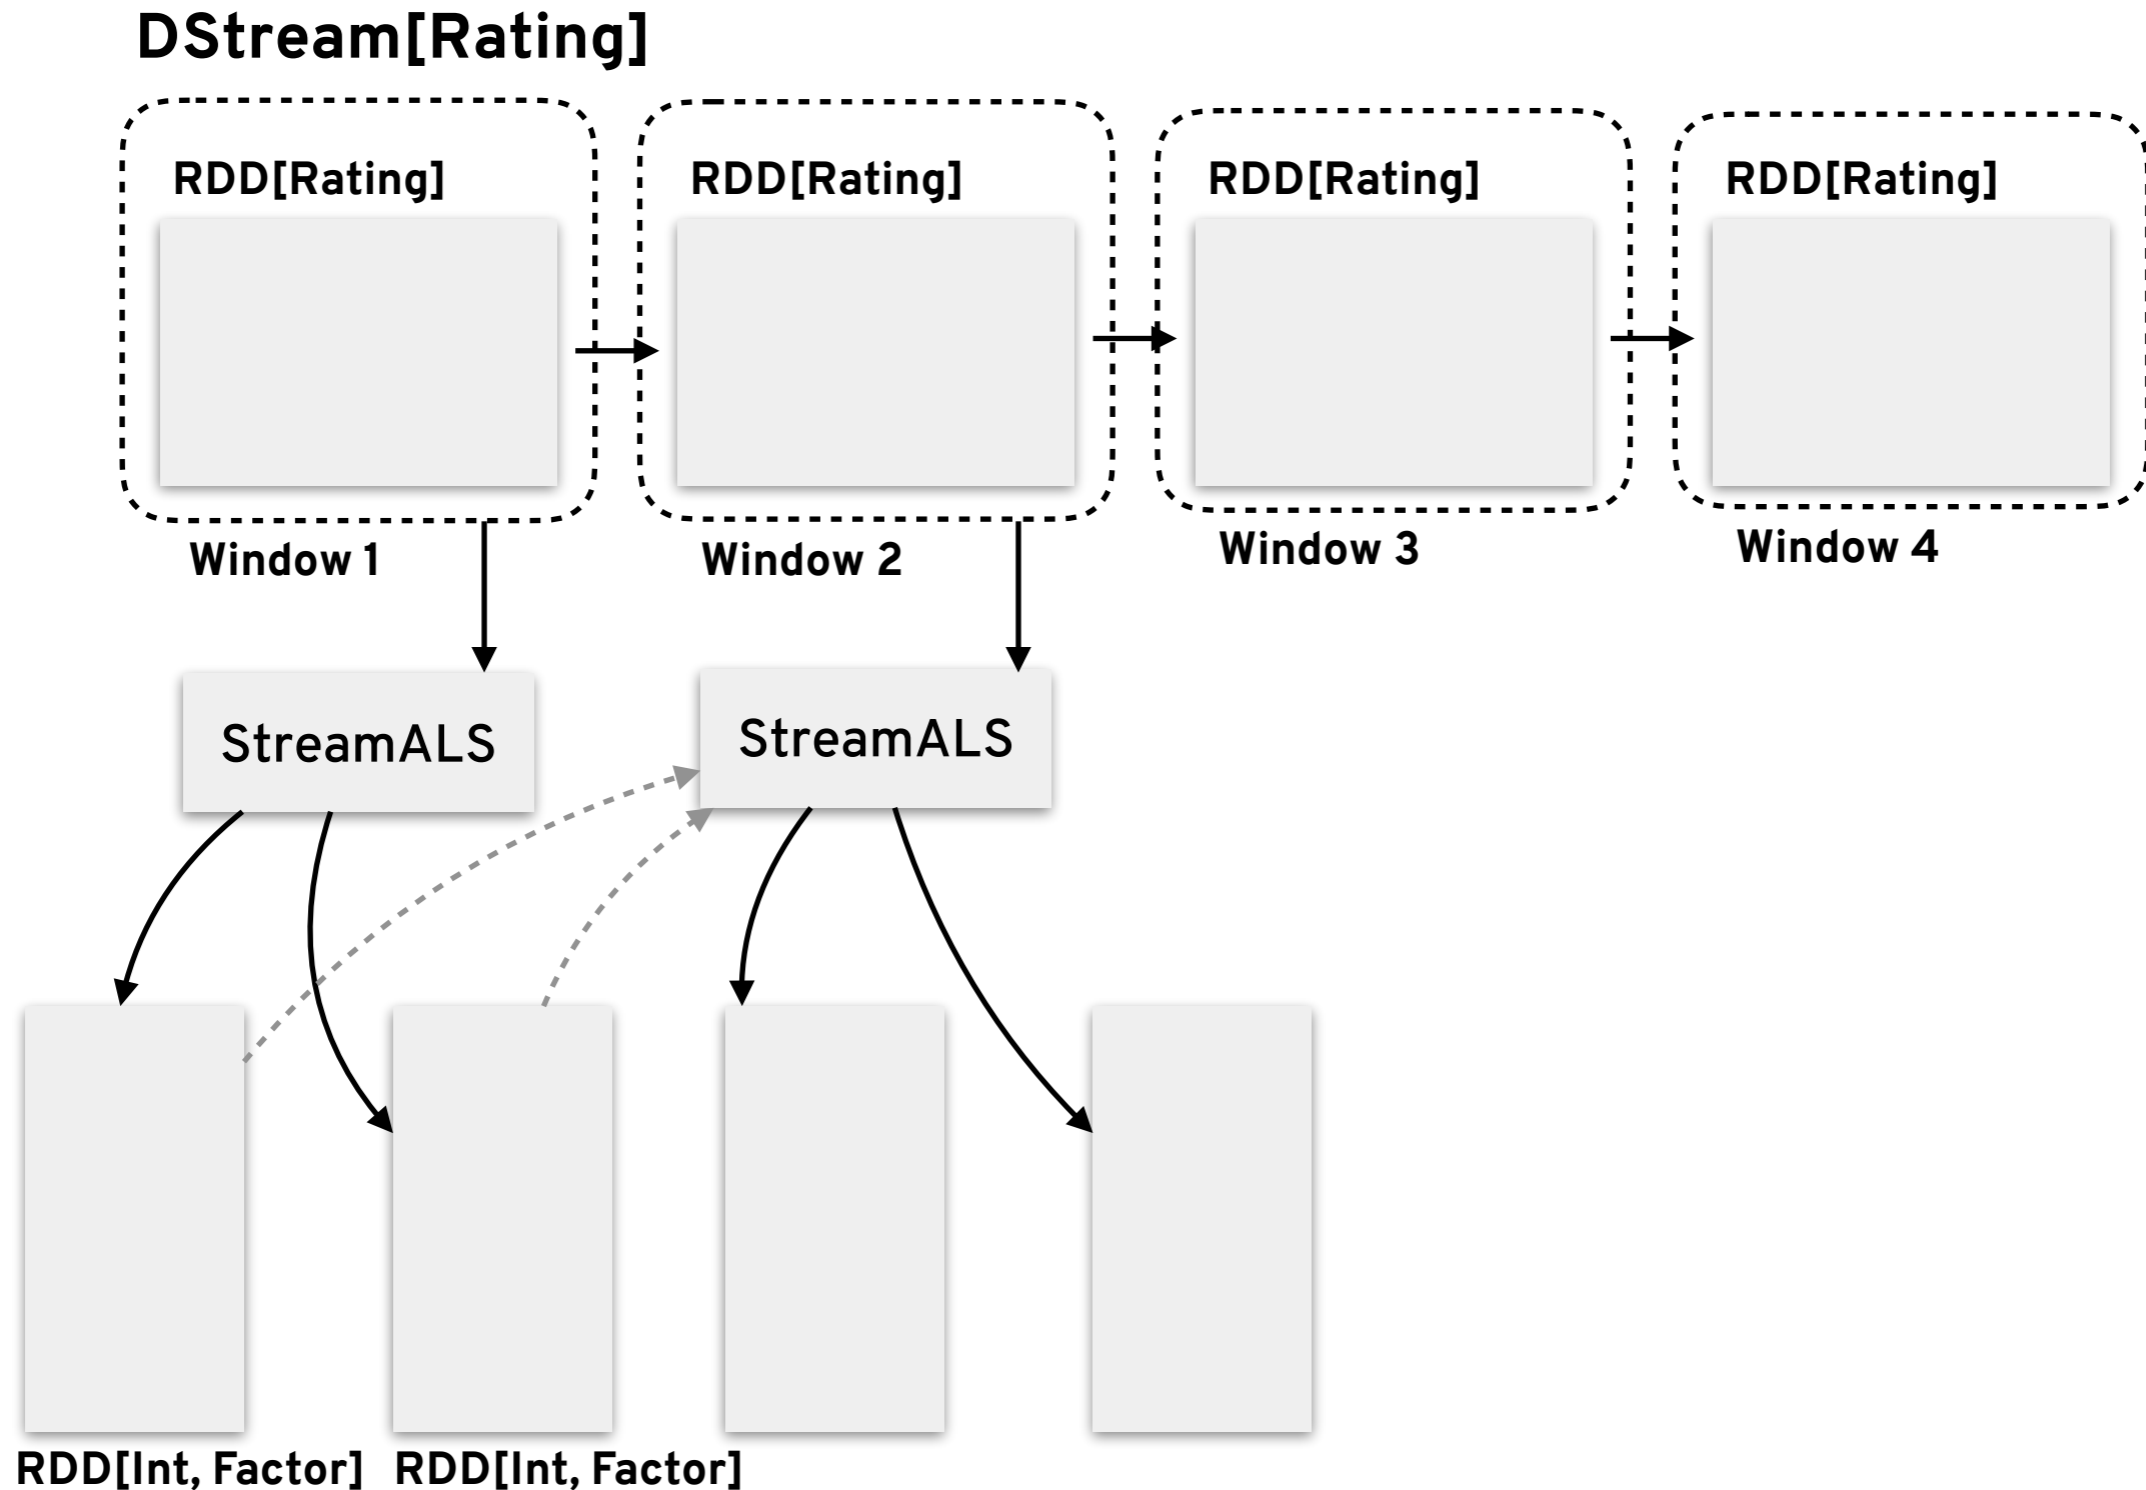 DStream[Rating]
RDD[Rating]
RDD[Rating]
RDD[Rating]
RDD[Rating]
Window 1
Window 2
Window 3
Window 4
StreamALS
StreamALS
RDD[Int, Factor]
RDD[Int, Factor]